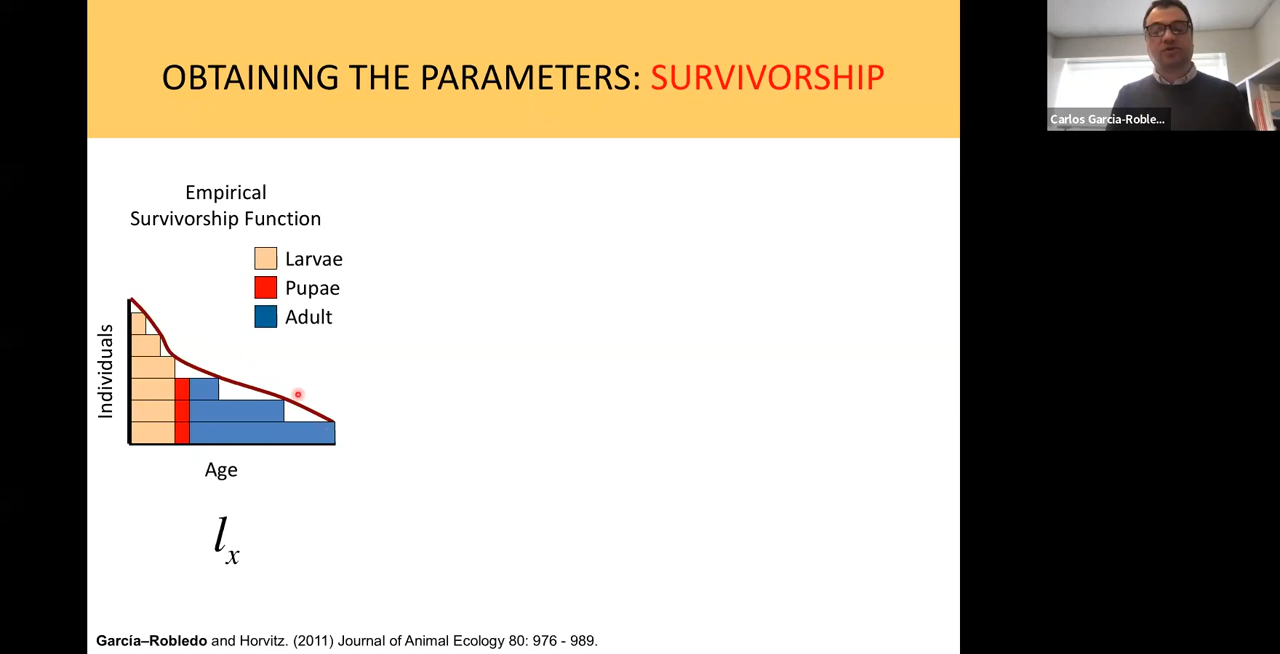 OBTAINING THE PARAMETERS: SURVIVORSHIP
Carlos Garcia-Roble...
Empirical
Survivorship Function
Larvae
Pupae
Adult
Individuals
Age
lx
García–Robledo and Horvitz. (2011) Journal of Animal Ecology 80: 976 - 989.